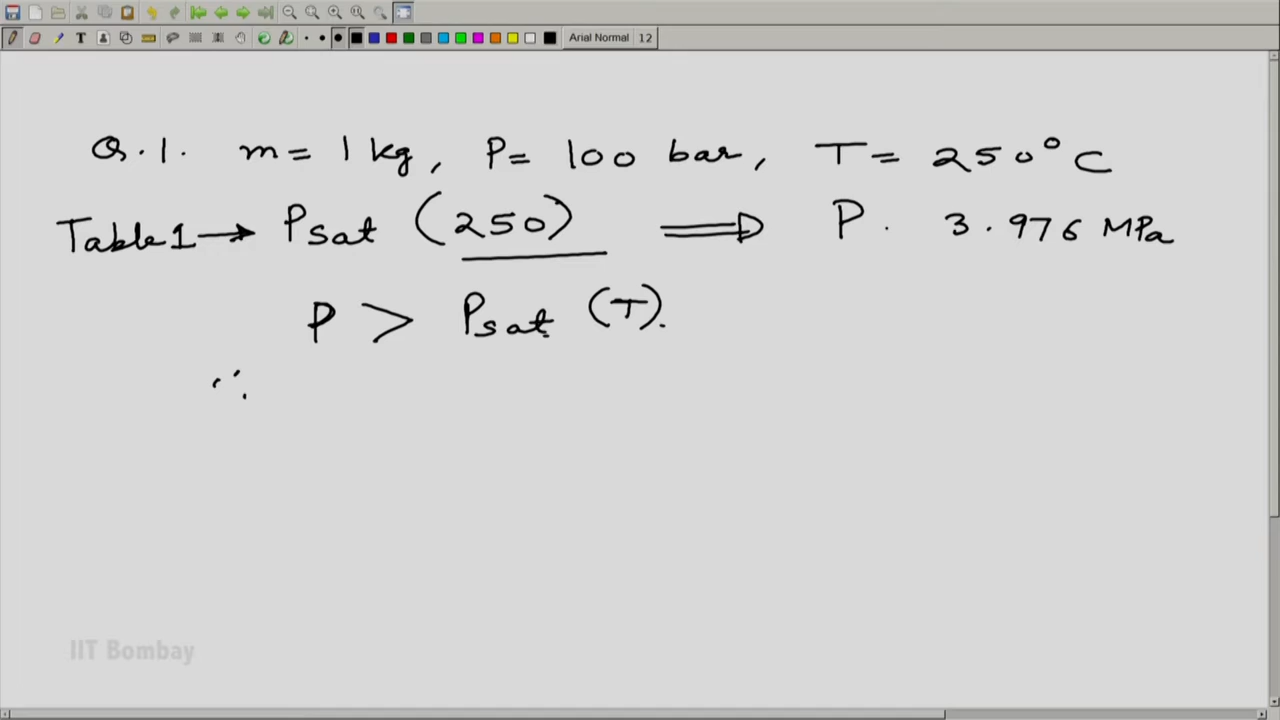 Arial Normal 12
Q.1. m = 1 kg, P = 100 bar, T = 250° C
Table 1 → Psat (250) ⇒ P. 3.976 MPa
P > Psat (T).
∴
IIT Bombay